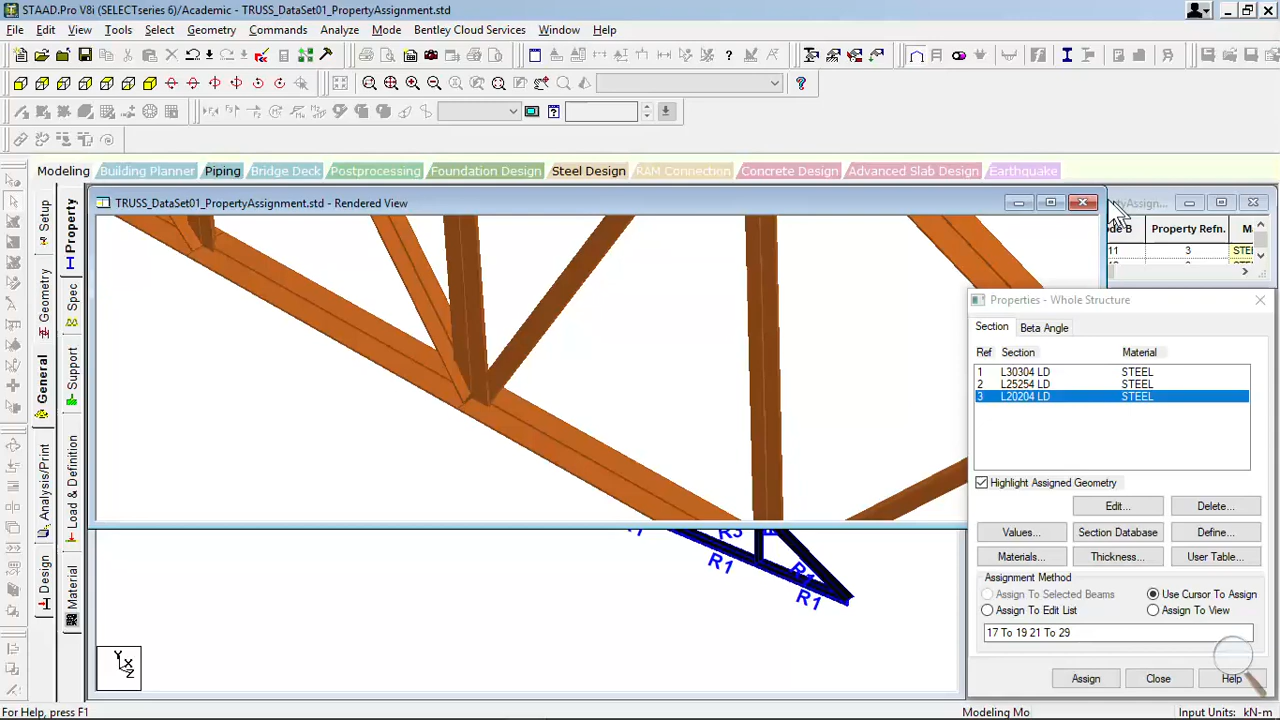 STAAD.Pro V8i (SELECTseries 6)/Academic - TRUSS_DataSet01_PropertyAssignment.std
File Edit View Tools Select Geometry Commands Analyze Mode Bentley Cloud Services Window Help
Modeling Building Planner Piping Bridge Deck Postprocessing Foundation Design Steel Design RAM Connection Concrete Design Advanced Slab Design Earthquake
TRUSS_DataSet01_PropertyAssignment.std - Rendered View
Property Refn.
11 3 STEE
Setup
Geometry
General
Analysis/Print
Design
Property
Spec
Support
Load & Definition
Material
Properties - Whole Structure
Section Beta Angle
Ref Section Material
1 L30304 LD STEEL
2 L25254 LD STEEL
3 L20204 LD STEEL
Highlight Assigned Geometry
Edit... Delete...
Values... Section Database Define...
Materials... Thickness... User Table...
Assignment Method
Assign To Selected Beams Use Cursor To Assign
Assign To Edit List Assign To View
17 To 19 21 To 29
Assign Close Help
R3
R1
R1
R1
Y
X
Z
For Help, press F1 Modeling Mo Input Units: kN-m